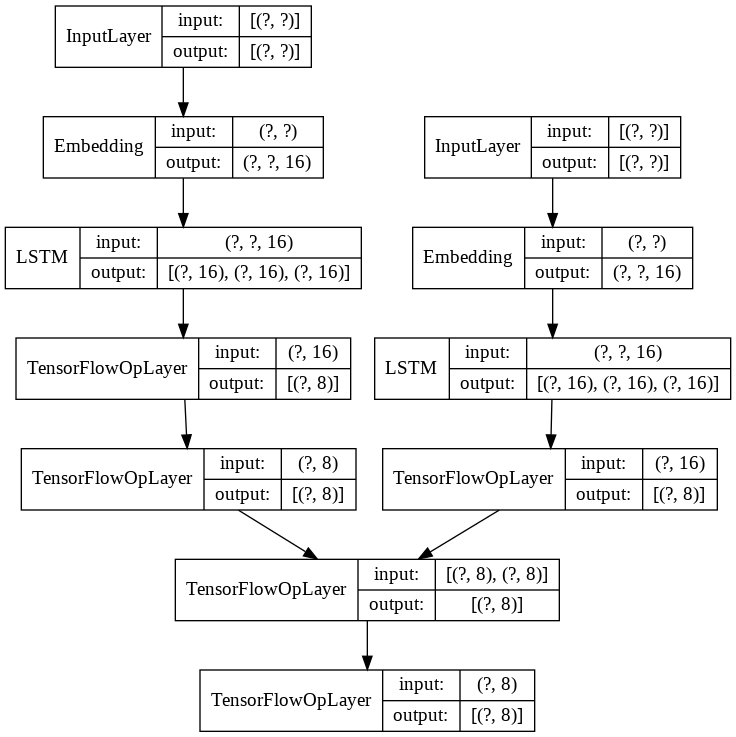 InputLayer
input: [(?, ?)]
output: [(?, ?)]
Embedding
input: (?, ?)
output: (?, ?, 16)
InputLayer
input: [(?, ?)]
output: [(?, ?)]
LSTM
input: (?, ?, 16)
output: [(?, 16), (?, 16), (?, 16)]
Embedding
input: (?, ?)
output: (?, ?, 16)
TensorFlowOpLayer
input: (?, 16)
output: [(?, 8)]
LSTM
input: (?, ?, 16)
output: [(?, 16), (?, 16), (?, 16)]
TensorFlowOpLayer
input: (?, 8)
output: [(?, 8)]
TensorFlowOpLayer
input: (?, 16)
output: [(?, 8)]
TensorFlowOpLayer
input: [(?, 8), (?, 8)]
output: [(?, 8)]
TensorFlowOpLayer
input: (?, 8)
output: [(?, 8)]